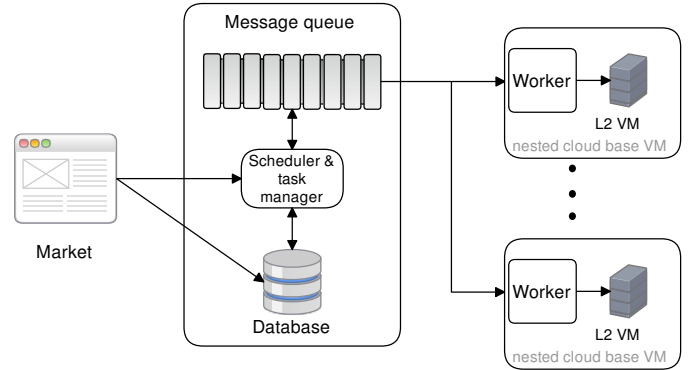 Message queue
Scheduler &
task
manager
Database
Market
Worker
L2 VM
nested cloud base VM
Worker
L2 VM
nested cloud base VM